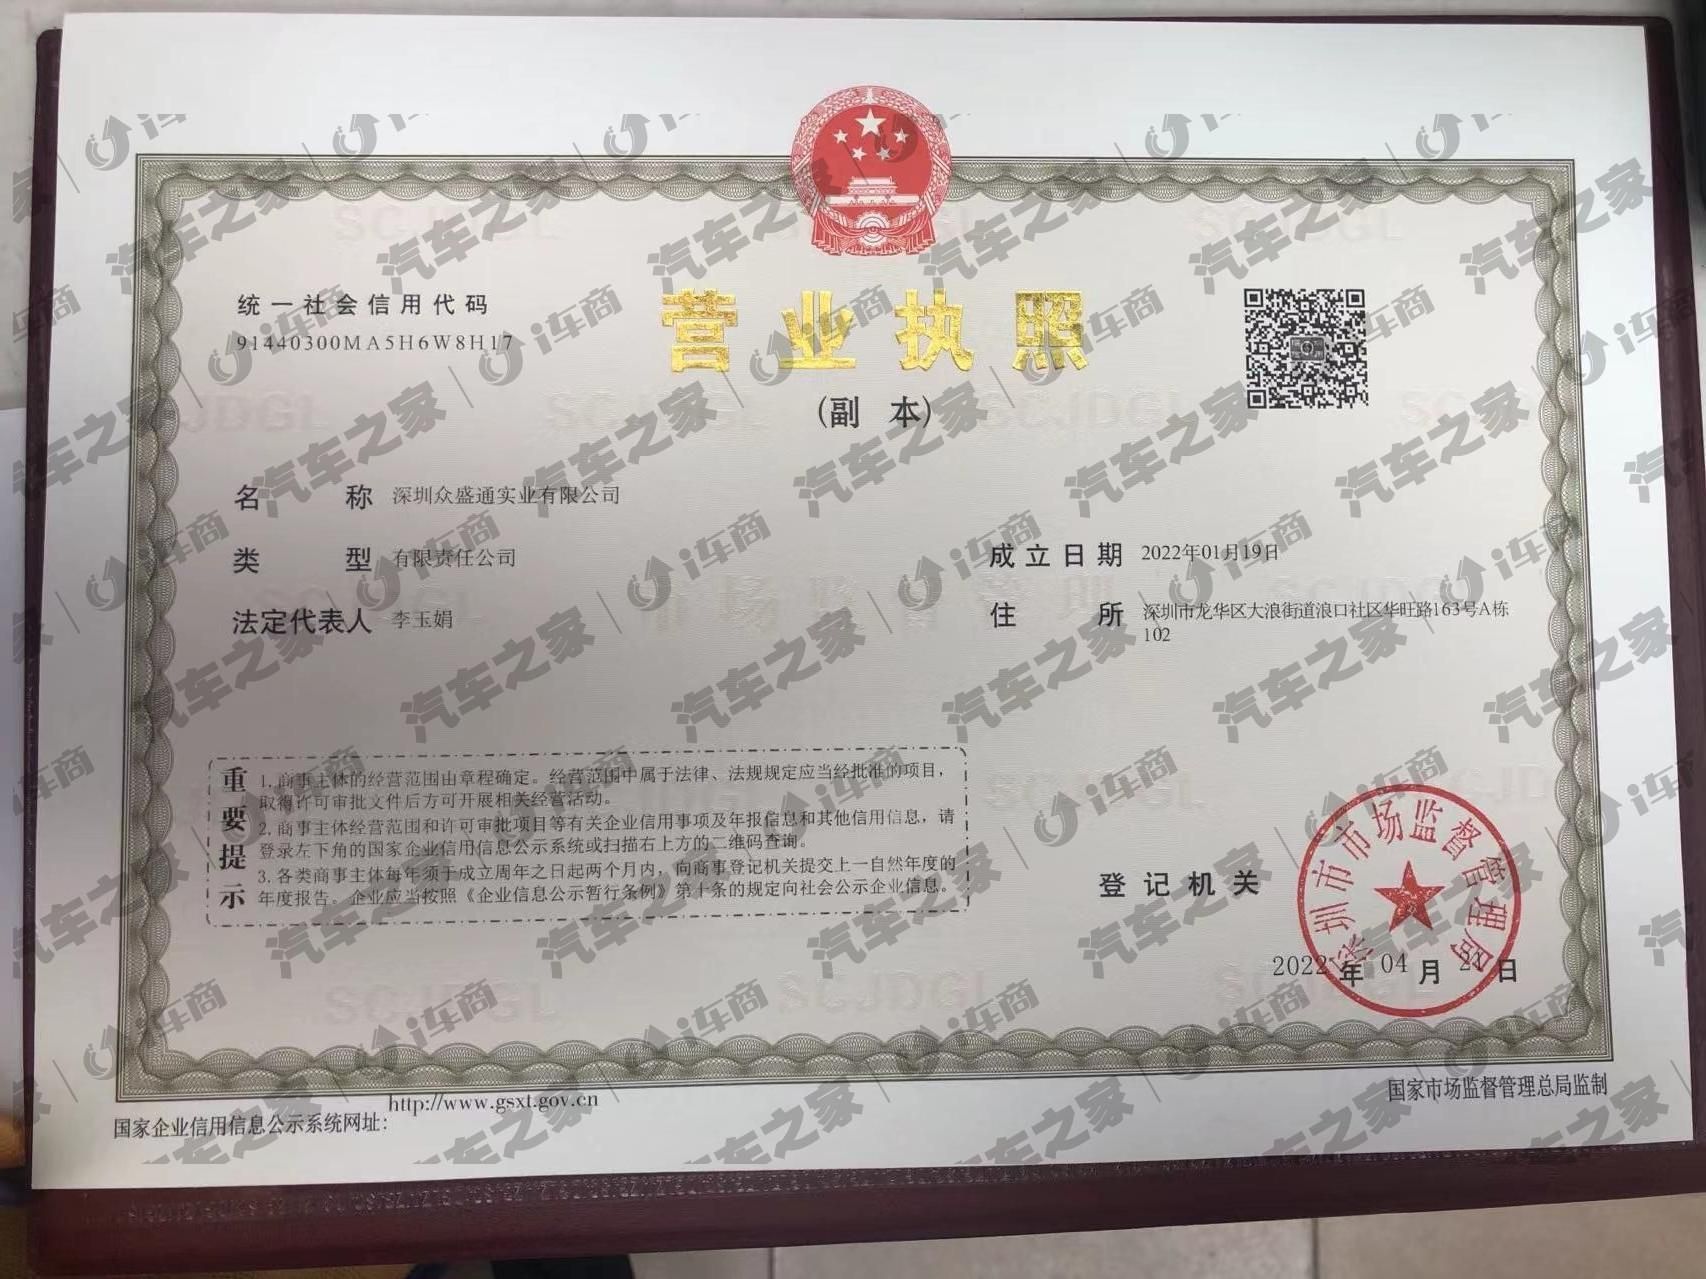 统一社会信用代码
91440300MA5H6W8H17
营业执照
(副 本)
名 称 深圳众盛通实业有限公司
类 型 有限责任公司
法定代表人 李玉娟
成立日期 2022年01月19日
住 所 深圳市龙华区大浪街道浪口社区华旺路163号A栋
102
重要提示
1. 商事主体的经营范围由章程确定。经营范围中属于法律、法规规定应当经批准的项目，
取得许可审批文件后方可开展相关经营活动。
2. 商事主体经营范围和许可审批项目等有关企业信用事项及年报信息和其他信用信息，请
登录左下角的国家企业信用信息公示系统或扫描右上方的二维码查询。
3. 各类商事主体每年须于成立周年之日起两个月内，向商事登记机关提交上一自然年度的
年度报告。企业应当按照《企业信息公示暂行条例》第十条的规定向社会公示企业信息。
登记机关
深圳市市场监督管理局
2022 年 04 月 日
国家企业信用信息公示系统网址: http://www.gsxt.gov.cn
国家市场监督管理总局监制
汽车之家 | i车商
SCJDGL